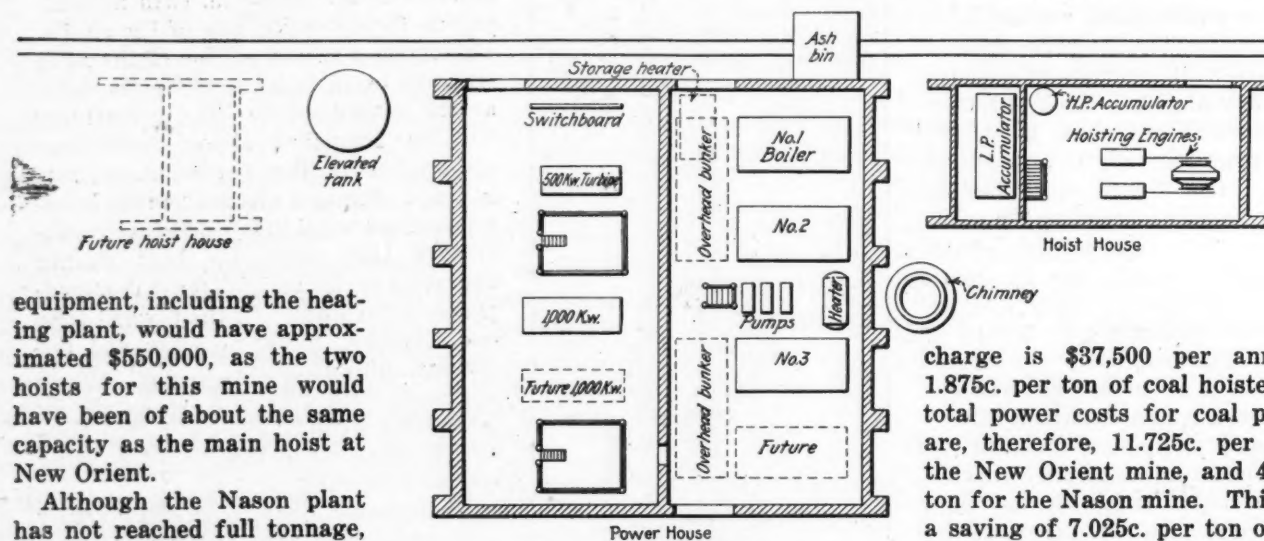 Ash
bin
Storage heater
Switchboard
Elevated
tank
500 Kw. Turbine
Overhead bunker
No.1
Boiler
No.2
L.P.
Accumulator
H.P. Accumulator
Hoisting Engines
Future hoist house
Hoist House
1,000 Kw.
Pumps
Heater
Chimney
Future 1,000 Kw.
Overhead bunker
No.3
Future
Power House
equipment, including the heat-
ing plant, would have approx-
imated $550,000, as the two
hoists for this mine would
have been of about the same
capacity as the main hoist at
New Orient.
Although the Nason plant
has not reached full tonnage,
charge is $37,500 per ann
1.875c. per ton of coal hoiste
total power costs for coal p
are, therefore, 11.725c. per
the New Orient mine, and 4
ton for the Nason mine. Thi
a saving of 7.025c. per ton o